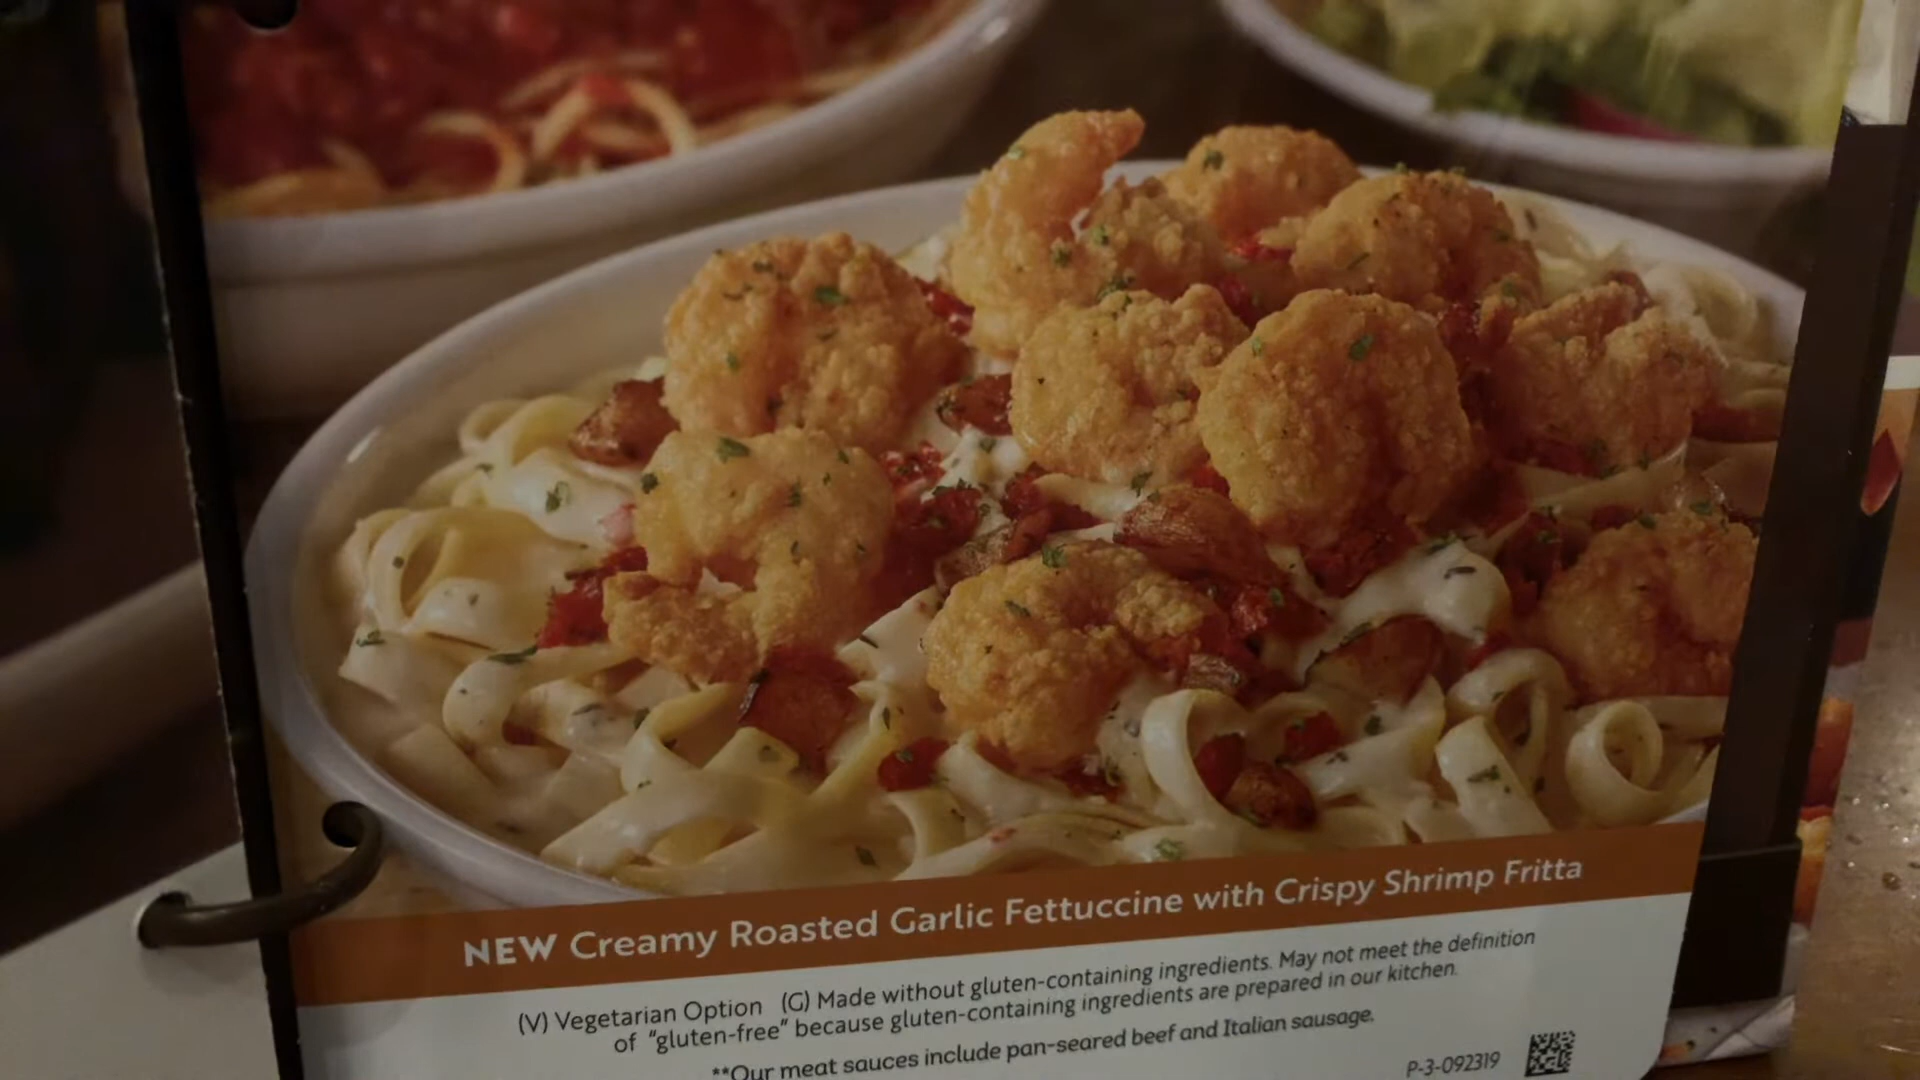 NEW Creamy Roasted Garlic Fettuccine with Crispy Shrimp Fritta
(V) Vegetarian Option (G) Made without gluten-containing ingredients. May not meet the definition
of "gluten-free" because gluten-containing ingredients are prepared in our kitchen.
**Our meat sauces include pan-seared beef and Italian sausage.
P-3-092319